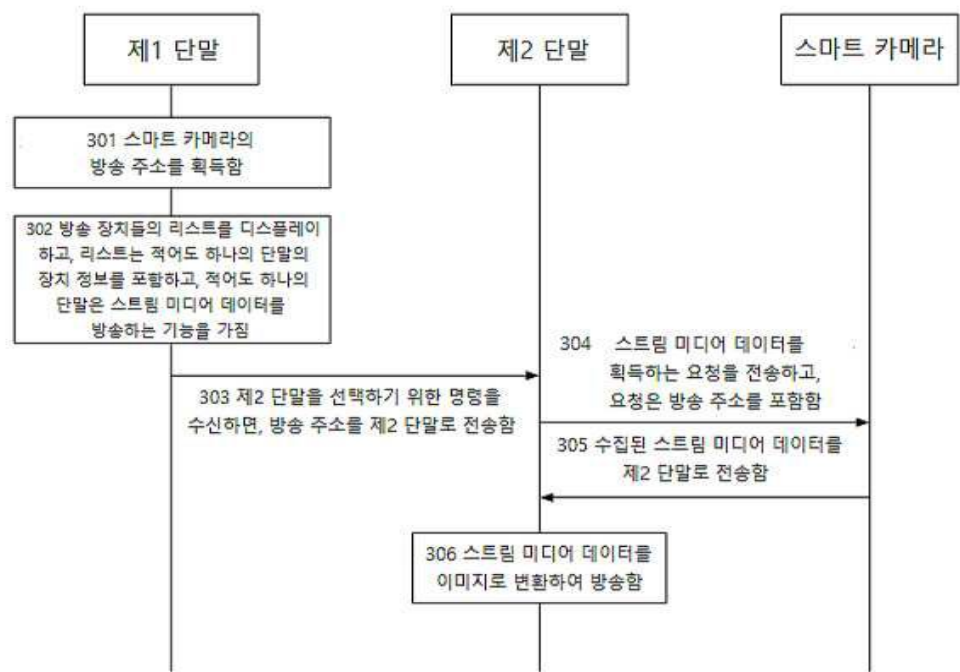 제1 단말
제2 단말
스마트 카메라
301 스마트 카메라의
방송 주소를 획득함
302 방송 장치들의 리스트를 디스플레이
하고, 리스트는 적어도 하나의 단말의
장치 정보를 포함하고, 적어도 하나의
단말은 스트림 미디어 데이터를
방송하는 기능을 가짐
303 제2 단말을 선택하기 위한 명령을
수신하면, 방송 주소를 제2 단말로 전송함
304 스트림 미디어 데이터를
획득하는 요청을 전송하고,
요청은 방송 주소를 포함함
305 수집된 스트림 미디어 데이터를
제2 단말로 전송함
306 스트림 미디어 데이터를
이미지로 변환하여 방송함